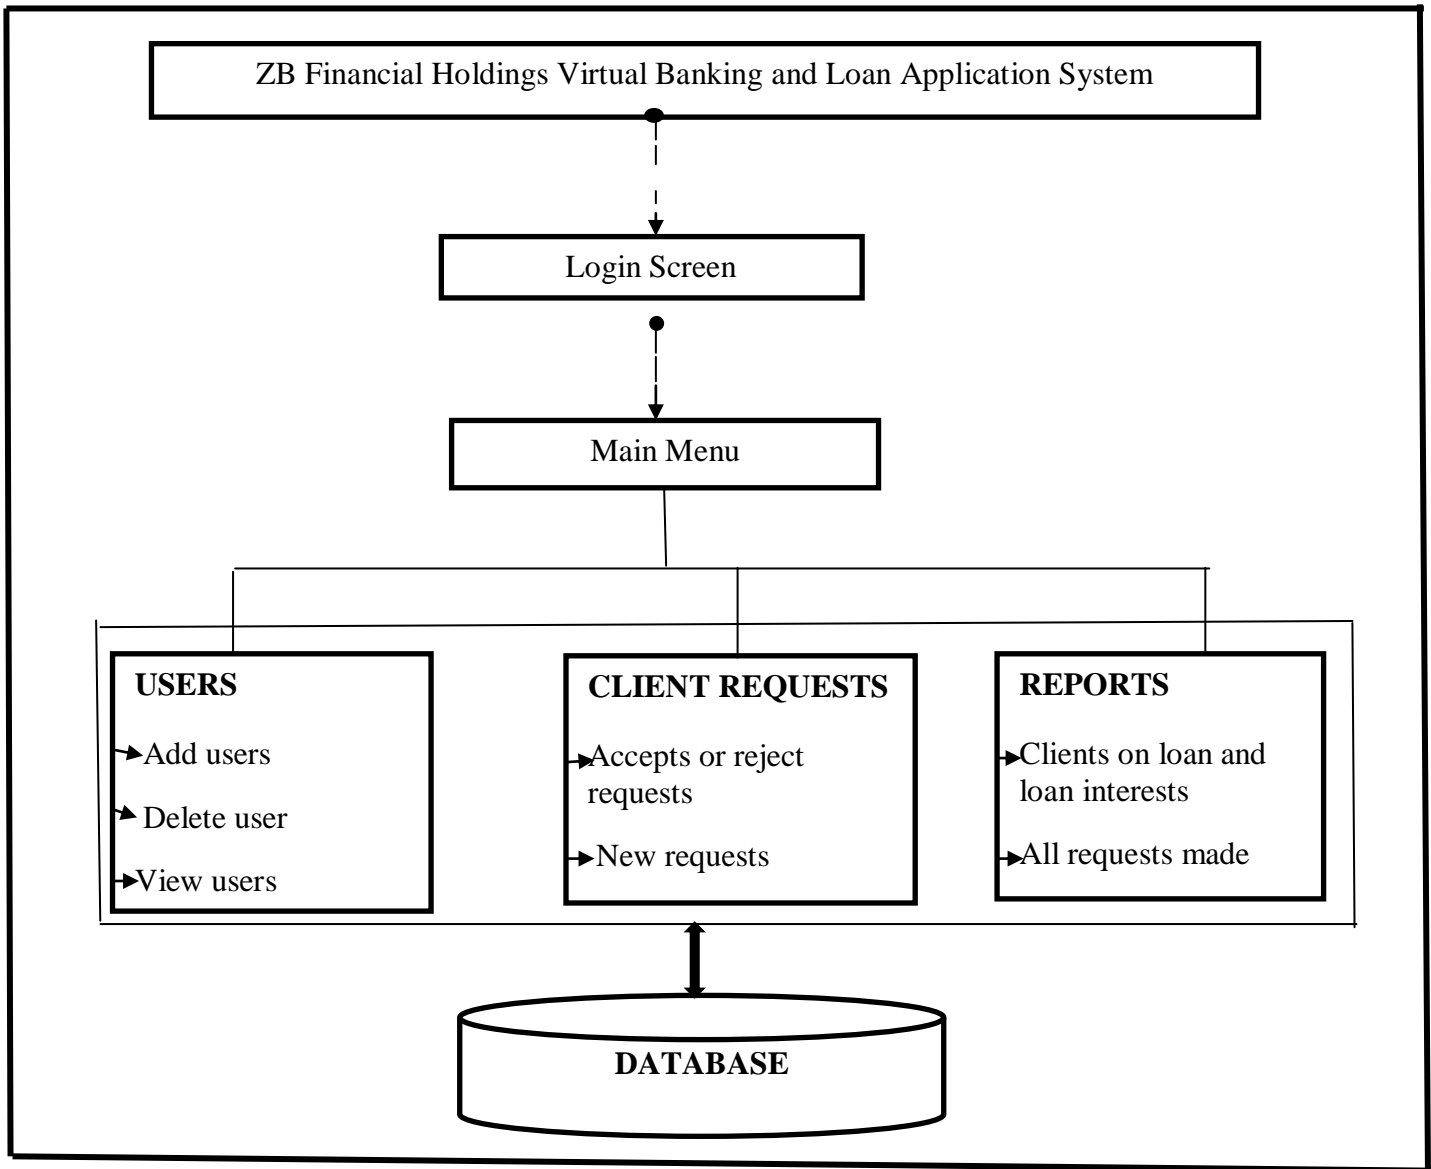 ZB Financial Holdings Virtual Banking and Loan Application System
Login Screen
Main Menu
USERS
Add users
Delete user
View users
CLIENT REQUESTS
Accepts or reject
requests
New requests
REPORTS
Clients on loan and
loan interests
All requests made
DATABASE